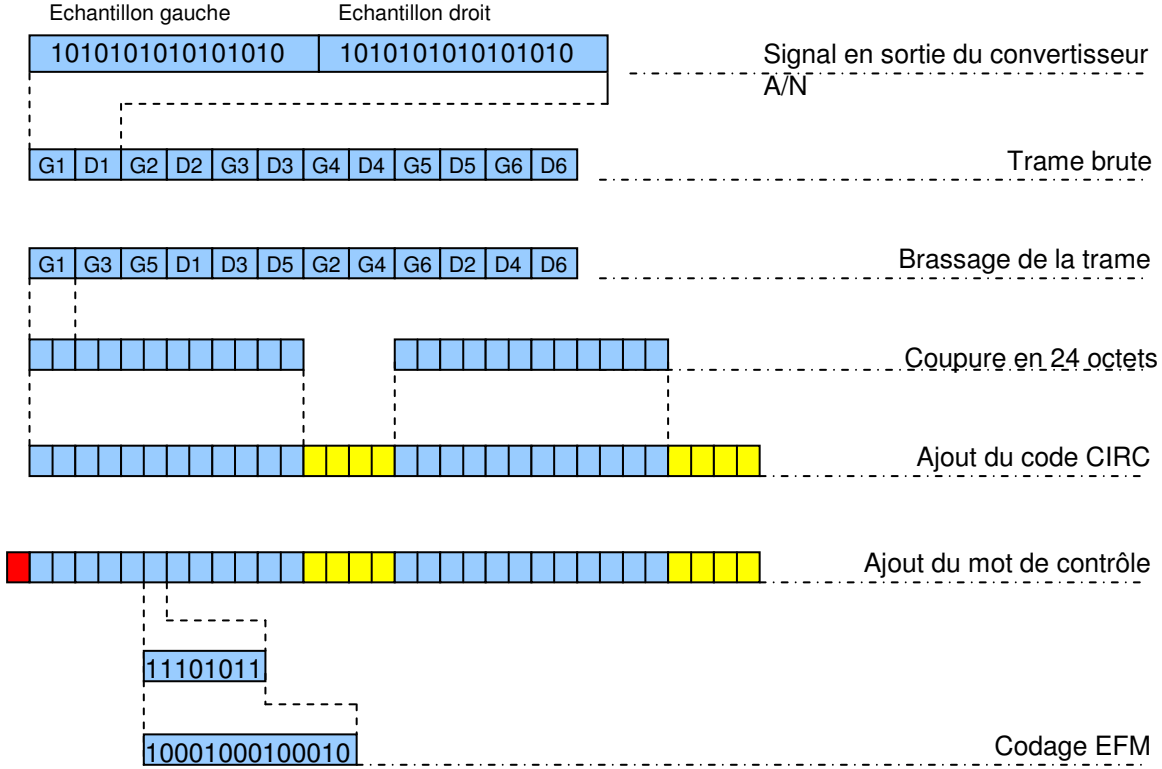 Echantillon gauche Echantillon droit
1010101010101010 1010101010101010 Signal en sortie du convertisseur
A/N
G1 D1 G2 D2 G3 D3 G4 D4 G5 D5 G6 D6 Trame brute
G1 G3 G5 D1 D3 D5 G2 G4 G6 D2 D4 D6 Brassage de la trame
Coupure en 24 octets
Ajout du code CIRC
Ajout du mot de contrôle
11101011
10001000100010 Codage EFM